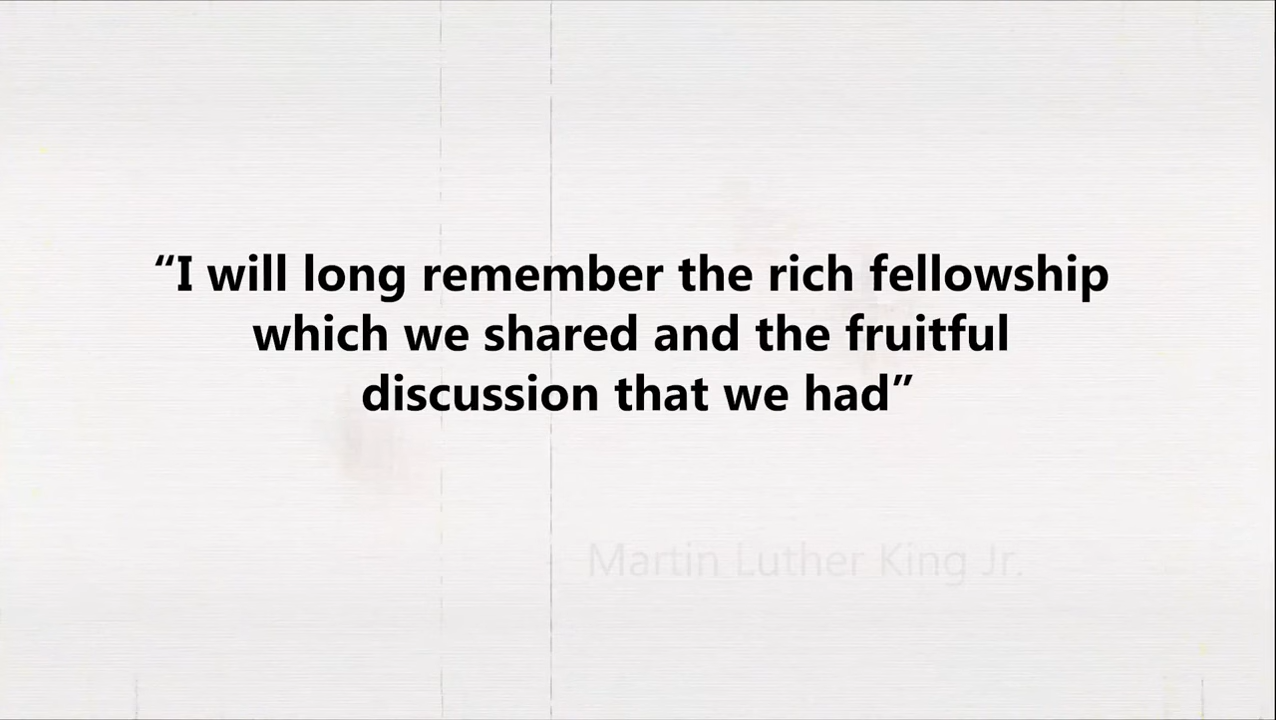 “I will long remember the rich fellowship
which we shared and the fruitful
discussion that we had”
- Martin Luther King Jr.